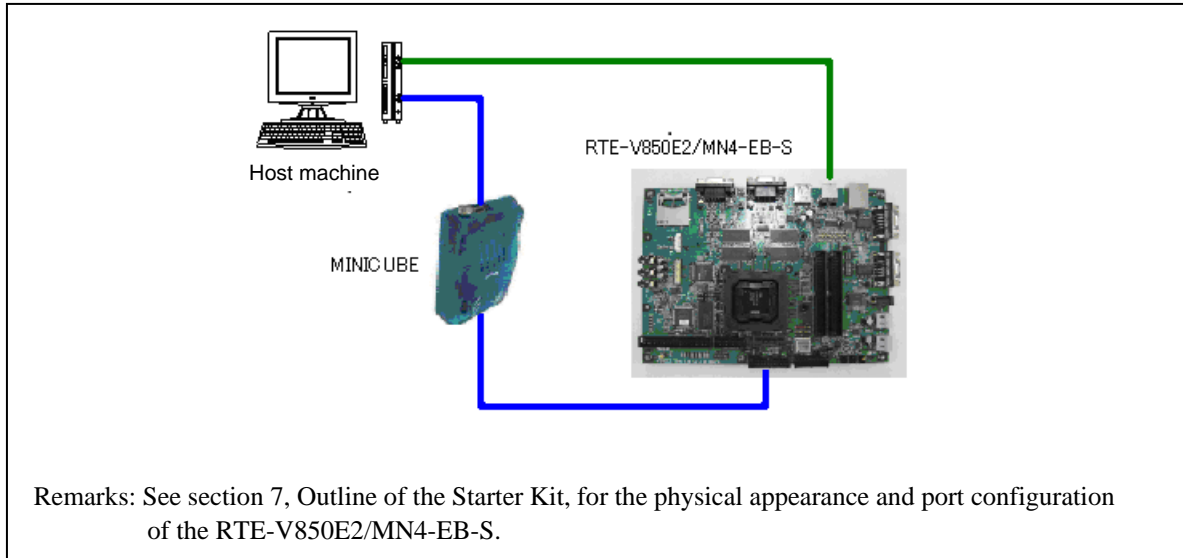 Host machine
RTE-V850E2/MN4-EB-S
MINICUBE
Remarks: See section 7, Outline of the Starter Kit, for the physical appearance and port configuration
of the RTE-V850E2/MN4-EB-S.